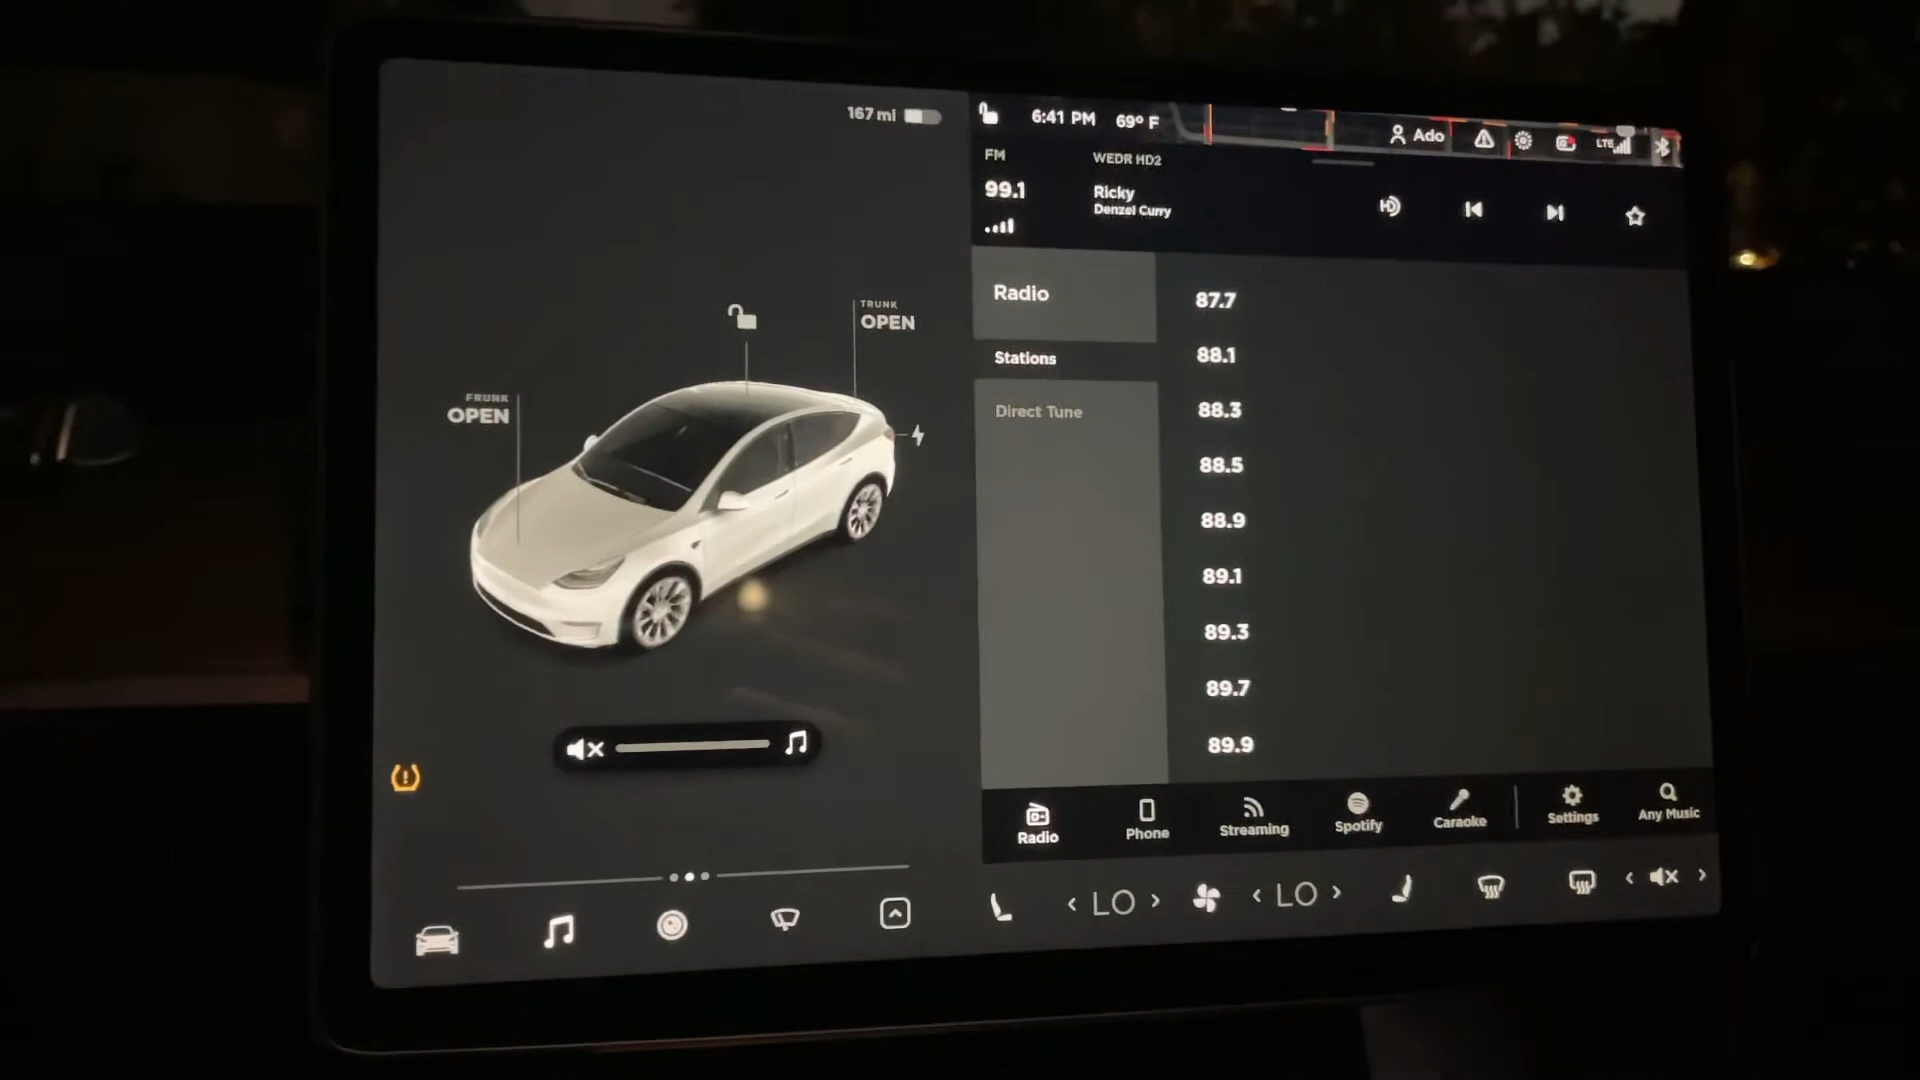 167 mi
6:41 PM
69° F
Ado
LTE
FM
WEDR HD2
99.1
Ricky
Denzel Curry
HD
TRUNK
OPEN
FRUNK
OPEN
Radio
Stations
Direct Tune
87.7
88.1
88.3
88.5
88.9
89.1
89.3
89.7
89.9
Radio
Phone
Streaming
Spotify
Caraoke
Settings
Any Music
LO
LO